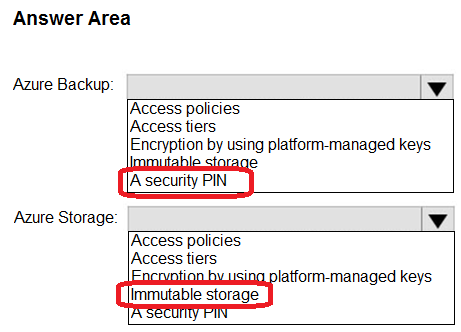 Answer Area
Azure Backup:
Access policies
Access tiers
Encryption by using platform-managed keys
Immutable storage
A security PIN
Azure Storage:
Access policies
Access tiers
Encryption by using platform-managed keys
Immutable storage
A security PIN